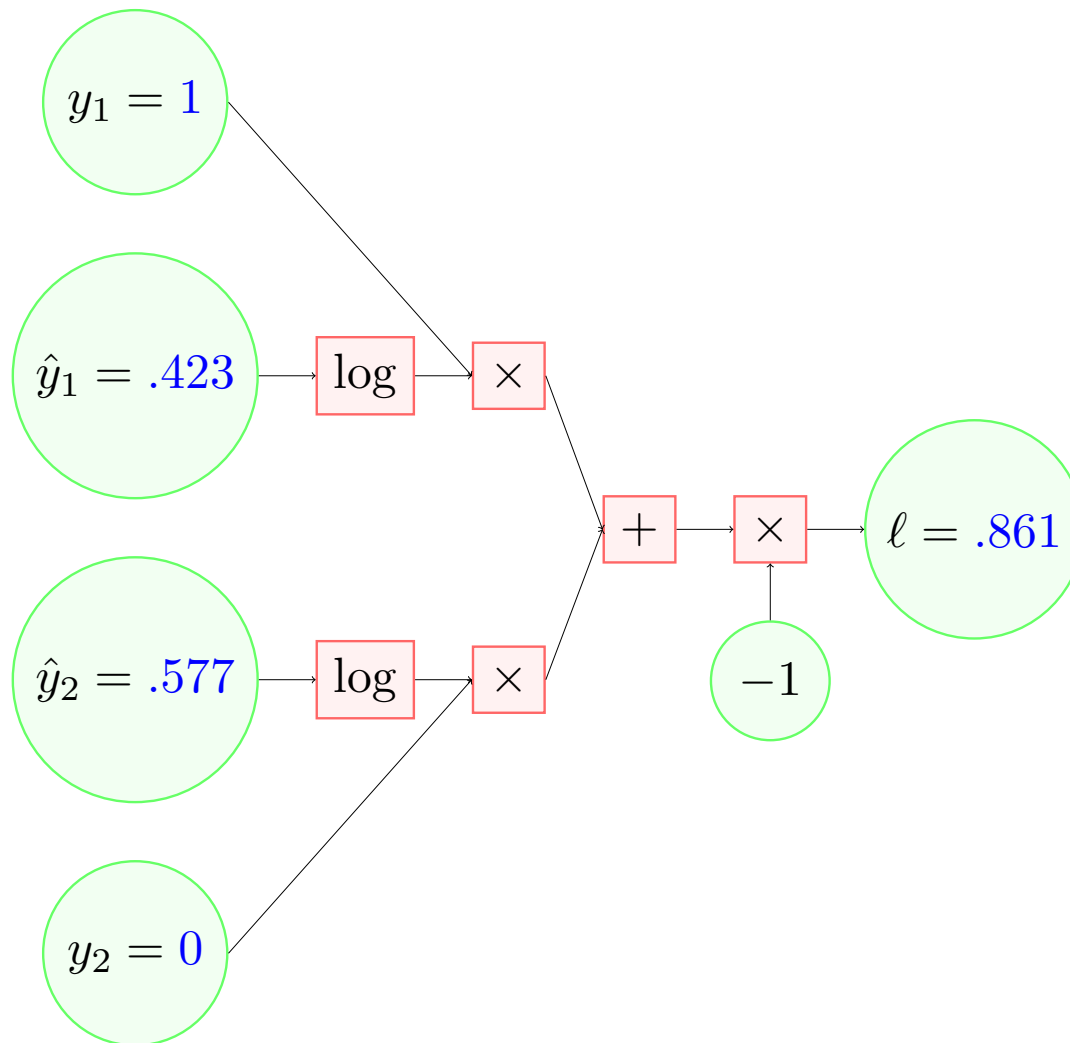 y₁ = 1
ŷ₁ = .423
log
×
+
×
ℓ = .861
ŷ₂ = .577
log
×
−1
y₂ = 0